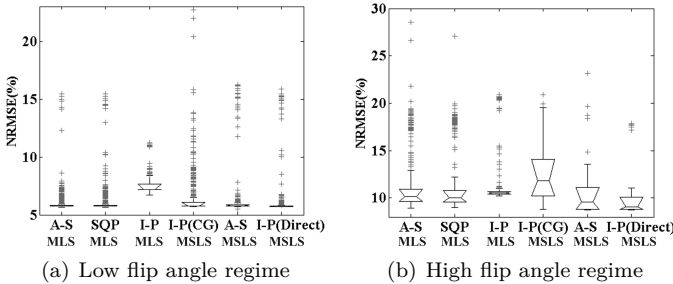 NRMSE(%)
20
15
10
5
A-S SQP I-P I-P(CG) A-S I-P(Direct)
MLS MLS MLS MSLS MSLS MSLS
(a) Low flip angle regime
NRMSE(%)
30
25
20
15
10
A-S SQP I-P I-P(CG) A-S I-P(Direct)
MLS MLS MLS MSLS MSLS MSLS
(b) High flip angle regime